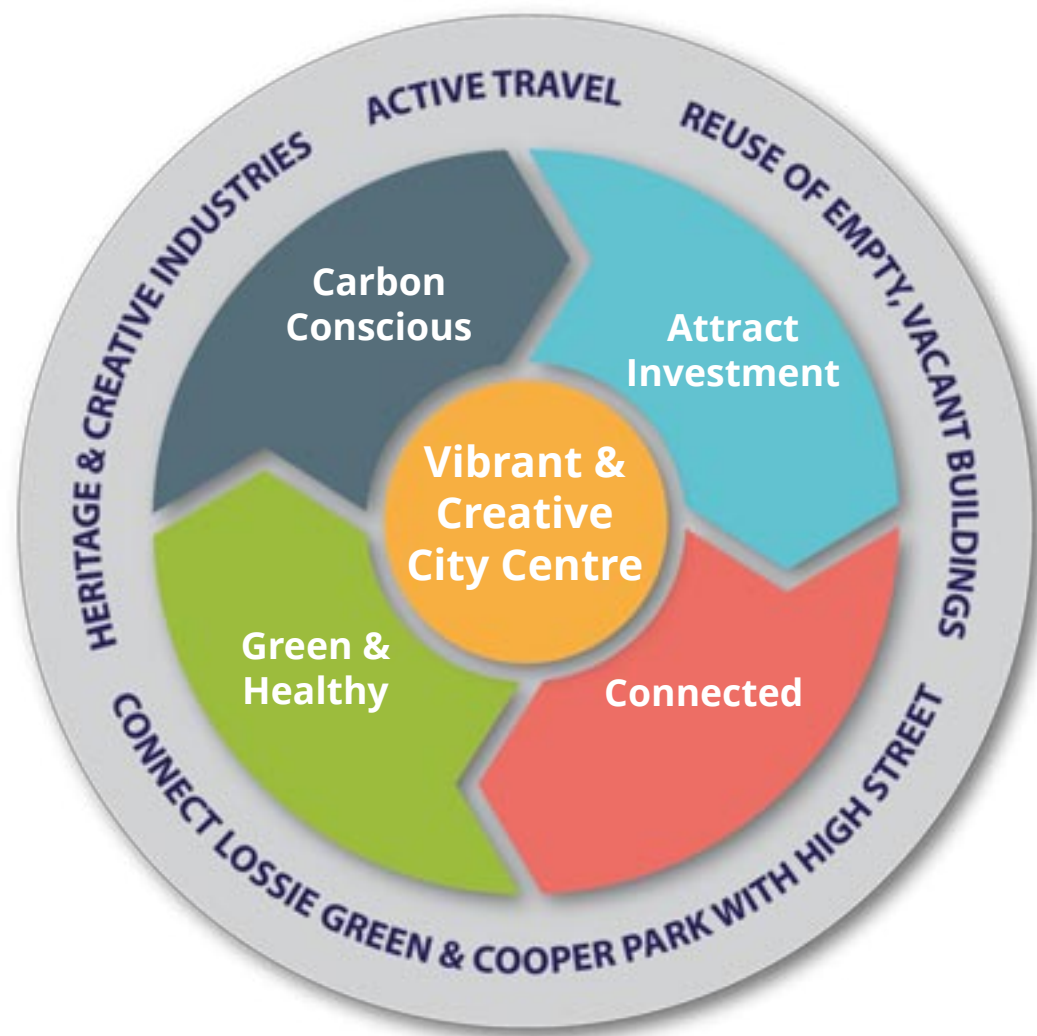 ACTIVE TRAVEL
REUSE OF EMPTY, VACANT BUILDINGS
CONNECT LOSSIE GREEN & COOPER PARK WITH HIGH STREET
HERITAGE & CREATIVE INDUSTRIES
Carbon
Conscious
Attract
Investment
Vibrant &
Creative
City Centre
Green &
Healthy
Connected